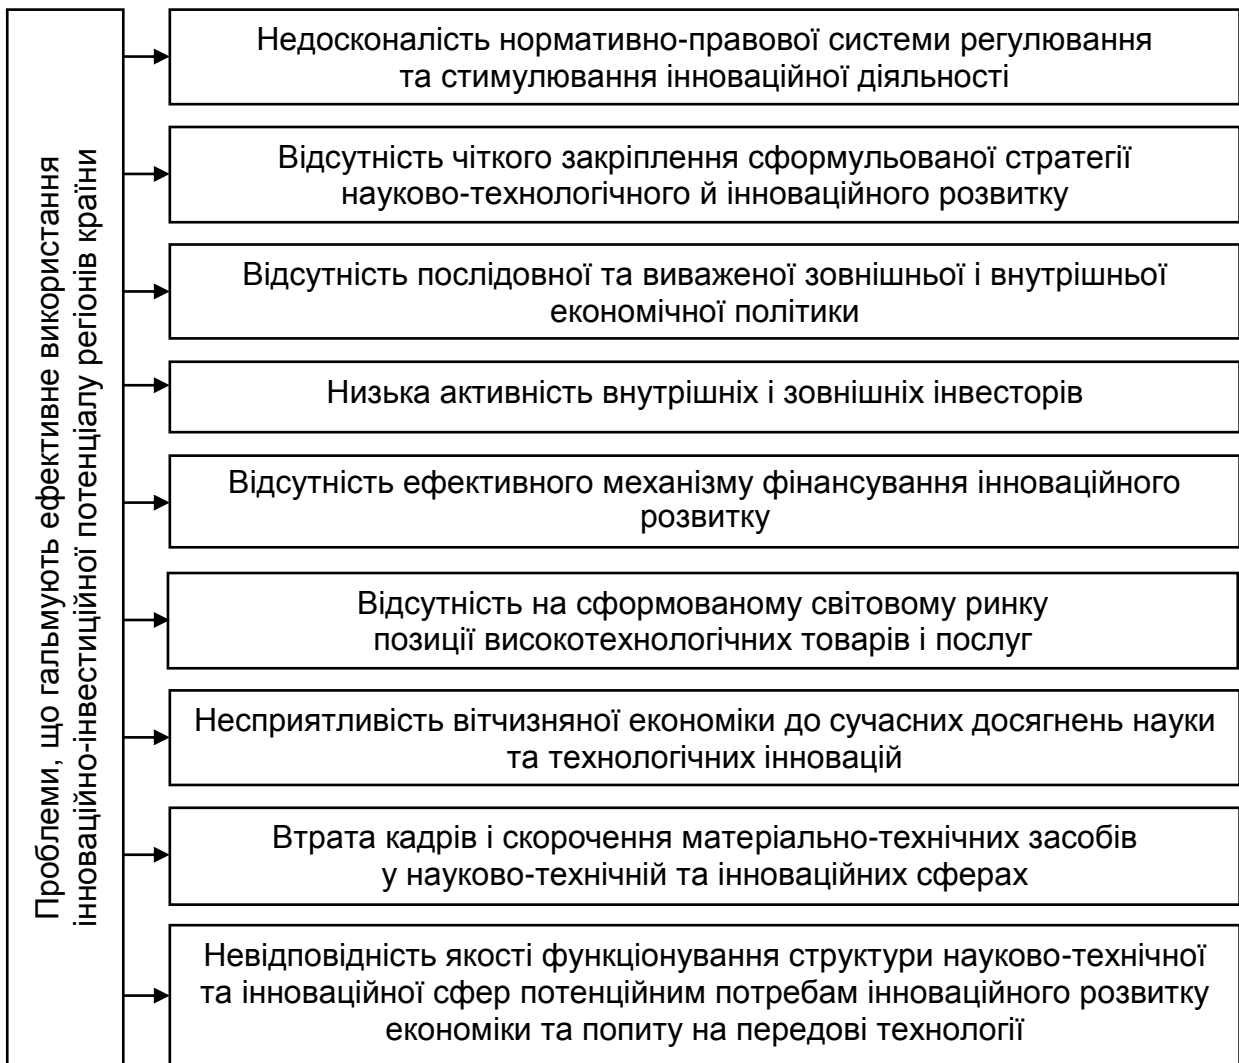 Проблеми, що гальмують ефективне використання
інноваційно-інвестиційної потенціалу регіонів країни
Недосконалість нормативно-правової системи регулювання
та стимулювання інноваційної діяльності
Відсутність чіткого закріплення сформульованої стратегії
науково-технологічного й інноваційного розвитку
Відсутність послідовної та виваженої зовнішньої і внутрішньої
економічної політики
Низька активність внутрішніх і зовнішніх інвесторів
Відсутність ефективного механізму фінансування інноваційного
розвитку
Відсутність на сформованому світовому ринку
позиції високотехнологічних товарів і послуг
Несприятливість вітчизняної економіки до сучасних досягнень науки
та технологічних інновацій
Втрата кадрів і скорочення матеріально-технічних засобів
у науково-технічній та інноваційних сферах
Невідповідність якості функціонування структури науково-технічної
та інноваційної сфер потенційним потребам інноваційного розвитку
економіки та попиту на передові технології